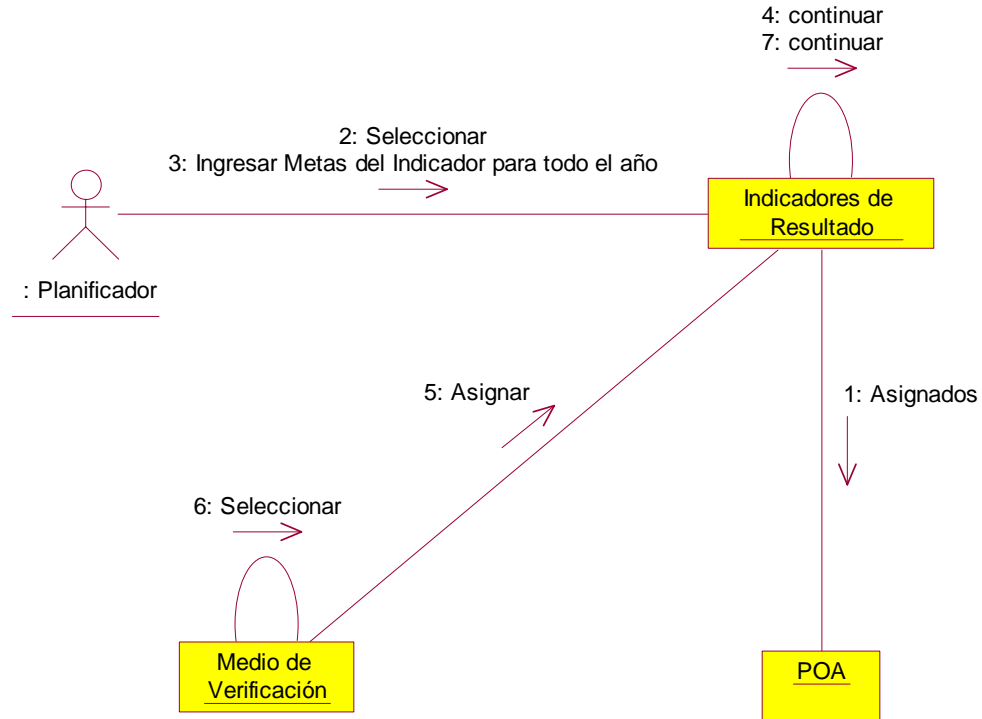 4: continuar
7: continuar
2: Seleccionar
3: Ingresar Metas del Indicador para todo el año
Indicadores de
Resultado
: Planificador
5: Asignar
1: Asignados
6: Seleccionar
Medio de
Verificación
POA